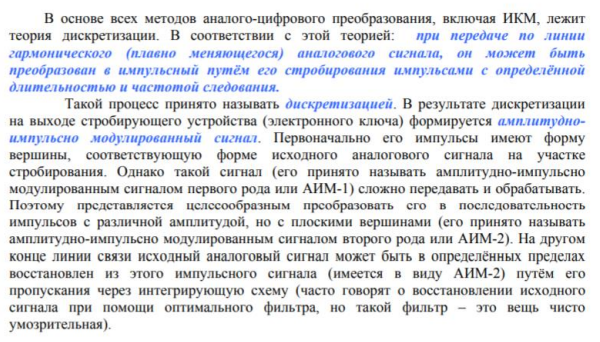 В основе всех методов аналого-цифрового преобразования, включая ИКМ, лежит
теория дискретизации. В соответствии с этой теорией: при передаче по линии
гармонического (плавно меняющегося) аналогового сигнала, он может быть
преобразован в импульсный путём его стробирования импульсами с определённой
длительностью и частотой следования.
Такой процесс принято называть дискретизацией. В результате дискретизации
на выходе стробирующего устройства (электронного ключа) формируется амплитудно-
импульсно модулированный сигнал. Первоначально его импульсы имеют форму
вершины, соответствующую форме исходного аналогового сигнала на участке
стробирования. Однако такой сигнал (его принято называть амплитудно-импульсно
модулированным сигналом первого рода или АИМ-1) сложно передавать и обрабатывать.
Поэтому представляется целесообразным преобразовать его в последовательность
импульсов с различной амплитудой, но с плоскими вершинами (его принято называть
амплитудно-импульсно модулированным сигналом второго рода или АИМ-2). На другом
конце линии связи исходный аналоговый сигнал может быть в определённых пределах
восстановлен из этого импульсного сигнала (имеется в виду АИМ-2) путём его
пропускания через интегрирующую схему (часто говорят о восстановлении исходного
сигнала при помощи оптимального фильтра, но такой фильтр – это вещь чисто
умозрительная).